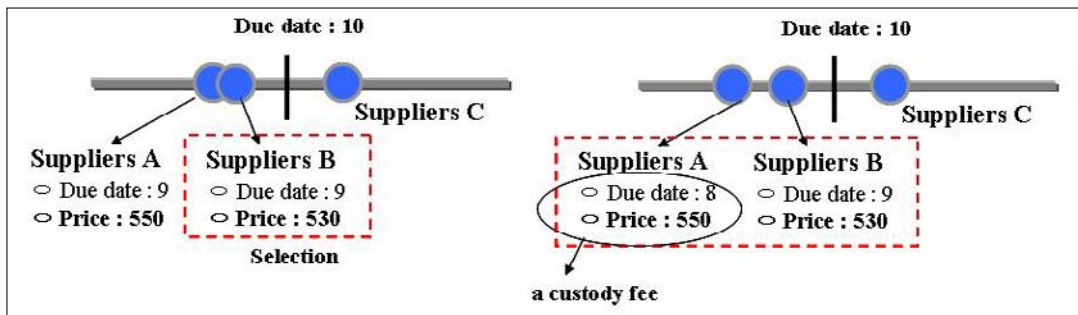 Due date : 10
Suppliers C
Suppliers A
Due date : 9
Price : 550
Suppliers B
Due date : 9
Price : 530
Selection
Due date : 10
Suppliers C
Suppliers A
Due date : 8
Price : 550
Suppliers B
Due date : 9
Price : 530
a custody fee